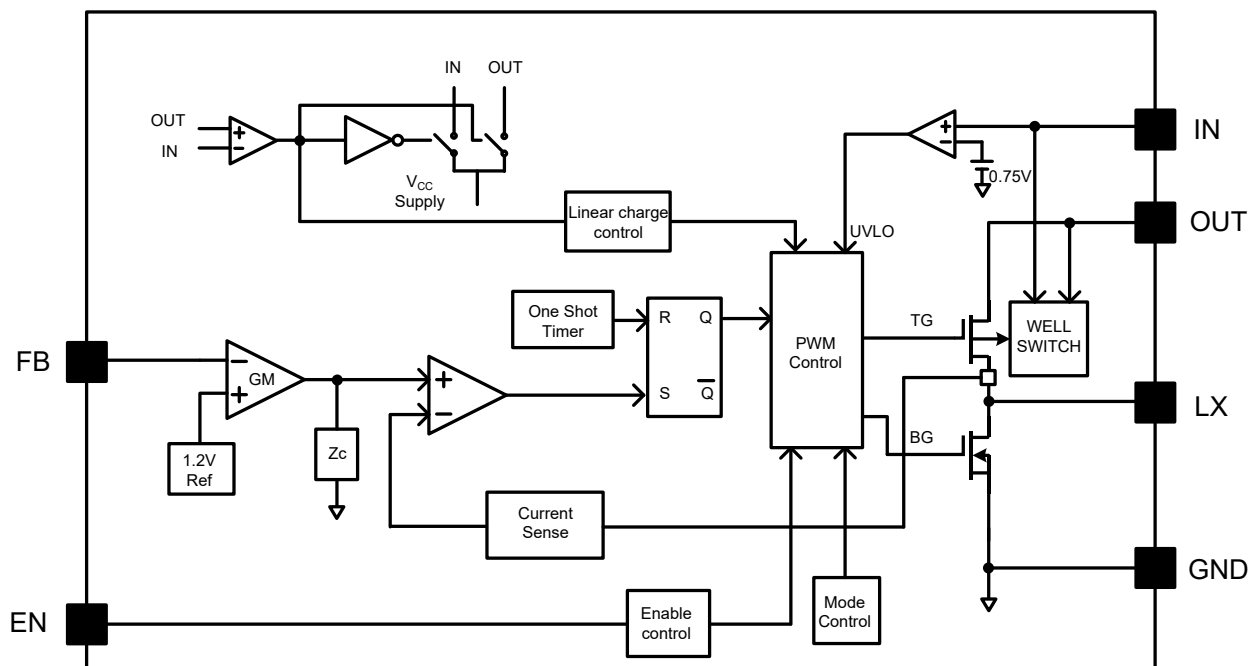 IN OUT
OUT
IN
V_CC
Supply
+
−
Linear charge
control
UVLO
+
−
0.75V
IN
OUT
One Shot
Timer
R Q
S Q̅
PWM
Control
TG
WELL
SWITCH
FB
−
GM
+
+
−
LX
BG
1.2V
Ref
Zc
Current
Sense
GND
EN
Enable
control
Mode
Control